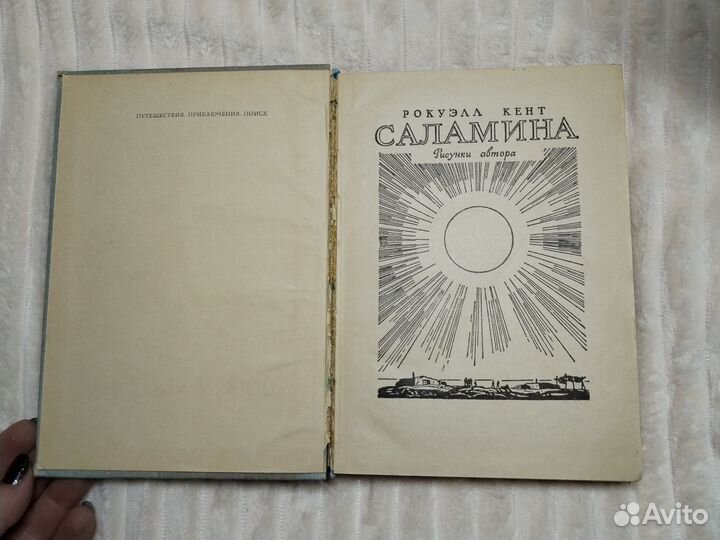 ПУТЕШЕСТВИЯ. ПРИКЛЮЧЕНИЯ. ПОИСК
РОКУЭЛЛ КЕНТ
САЛАМИНА
Рисунки автора
Avito